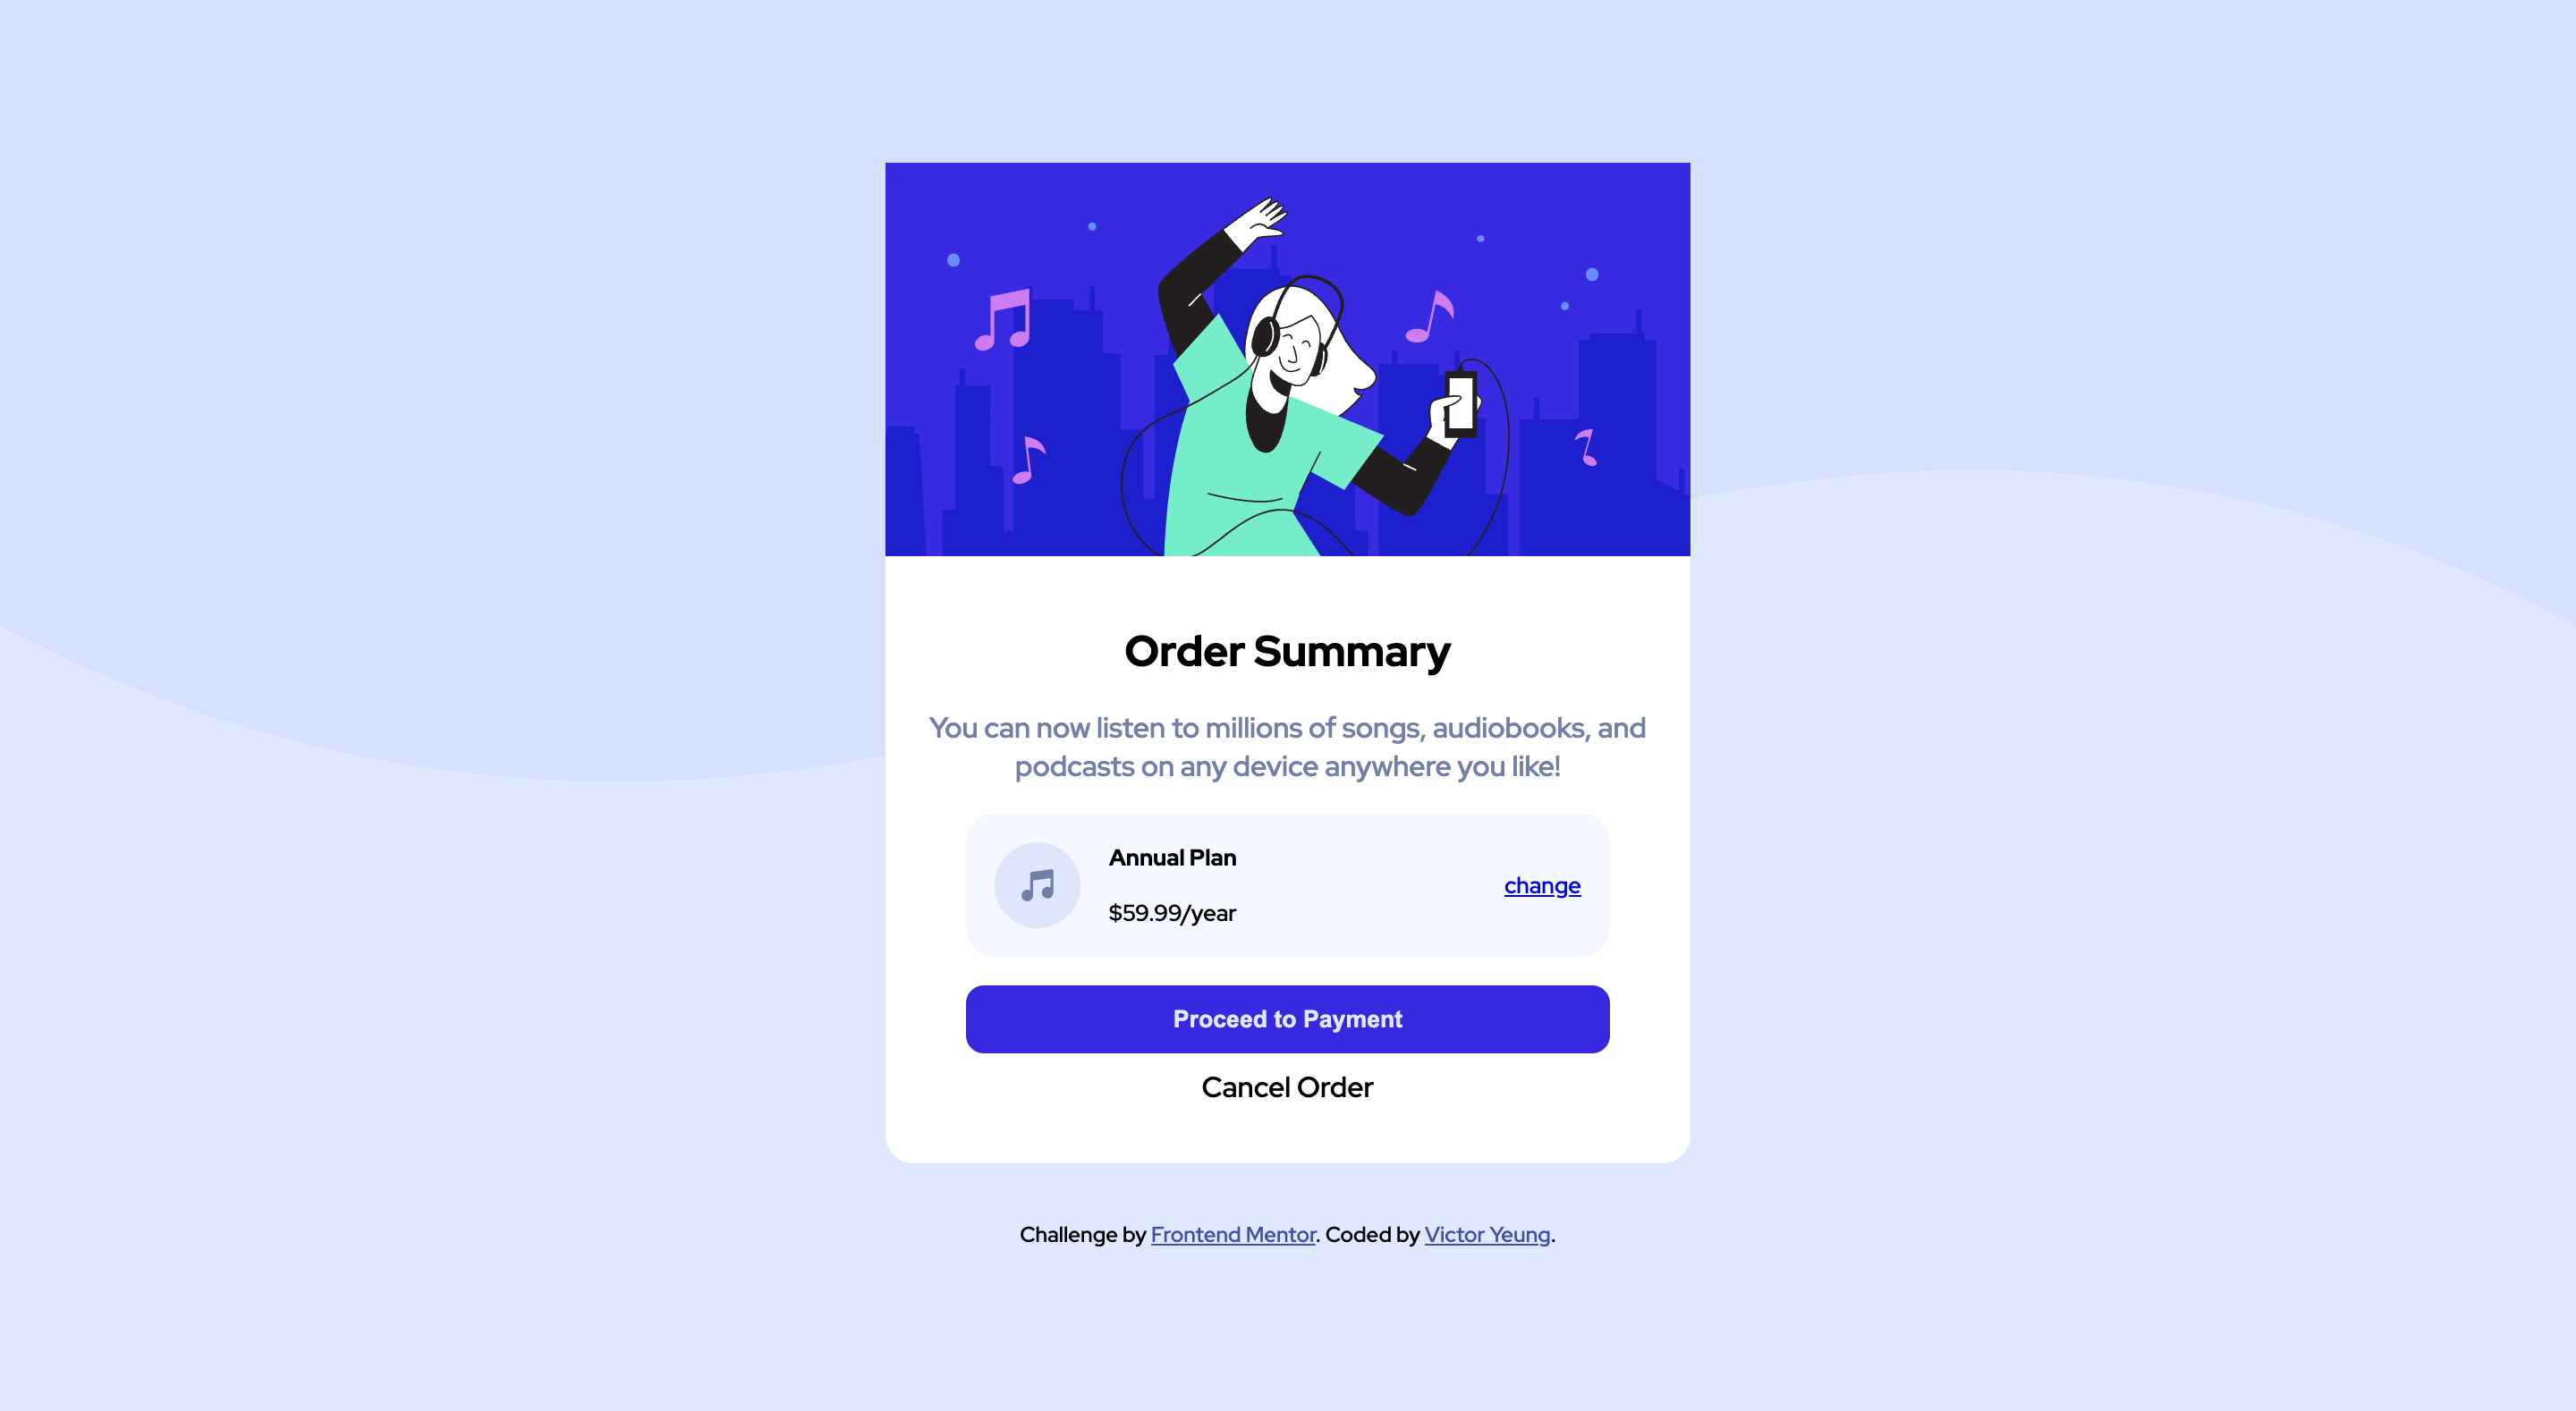 Order Summary
You can now listen to millions of songs, audiobooks, and
podcasts on any device anywhere you like!
Annual Plan
$59.99/year
change
Proceed to Payment
Cancel Order
Challenge by Frontend Mentor. Coded by Victor Yeung.